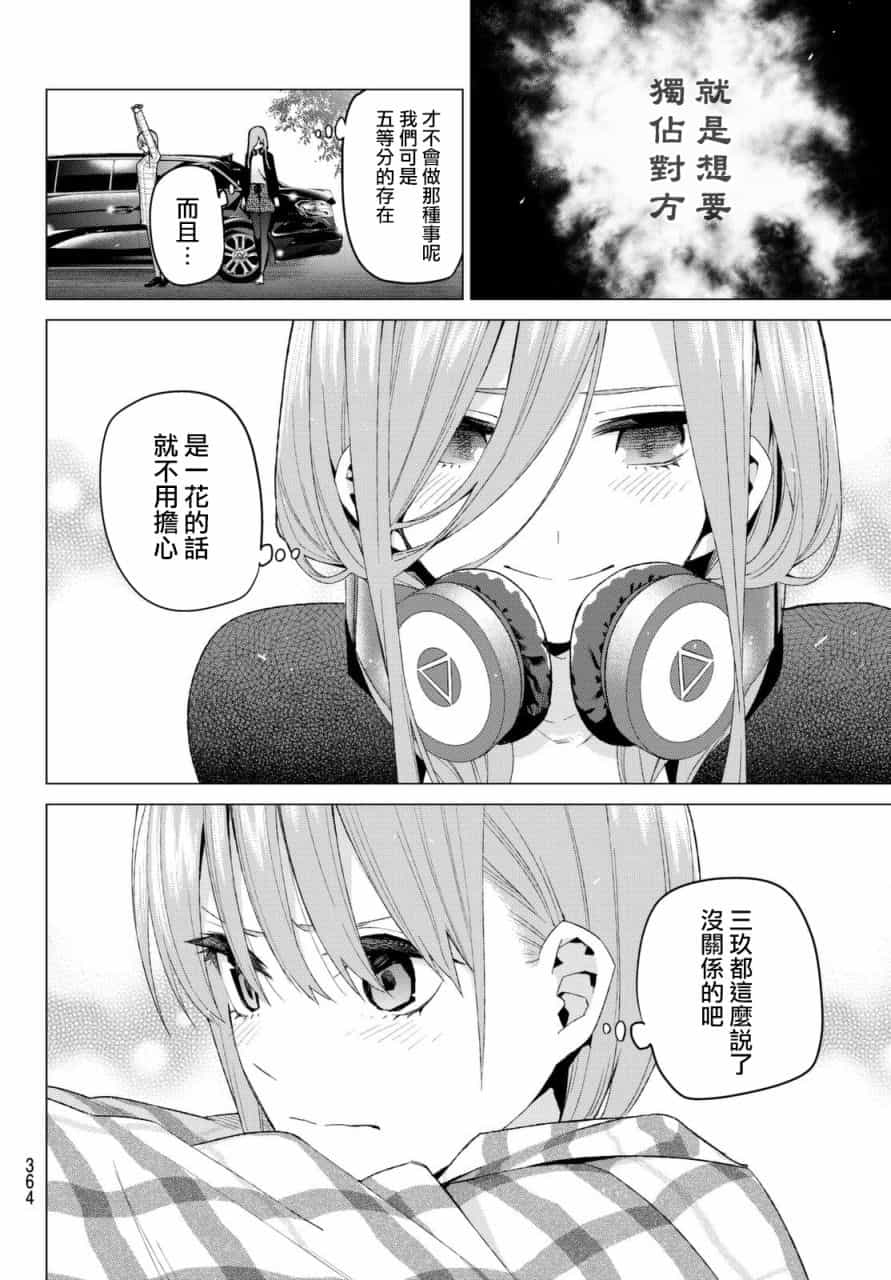 就是想要
獨佔對方
才不會做那種事呢
我們可是
五等分的存在
而且…
是一花的話
就不用擔心
三玖都這麼説了
沒關係的吧
364